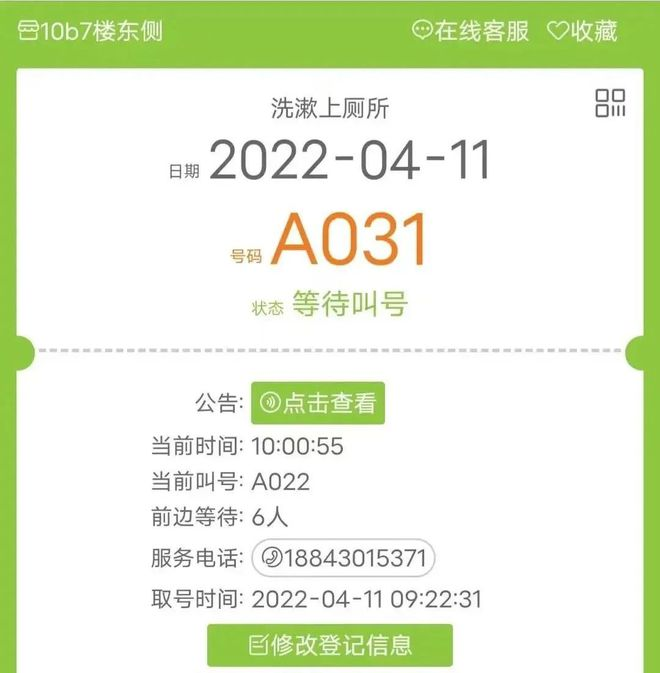 10b7楼东侧 在线客服 收藏
洗漱上厕所
日期 2022-04-11
号码 A031
状态 等待叫号
公告: 点击查看
当前时间: 10:00:55
当前叫号: A022
前边等待: 6人
服务电话: 18843015371
取号时间: 2022-04-11 09:22:31
修改登记信息